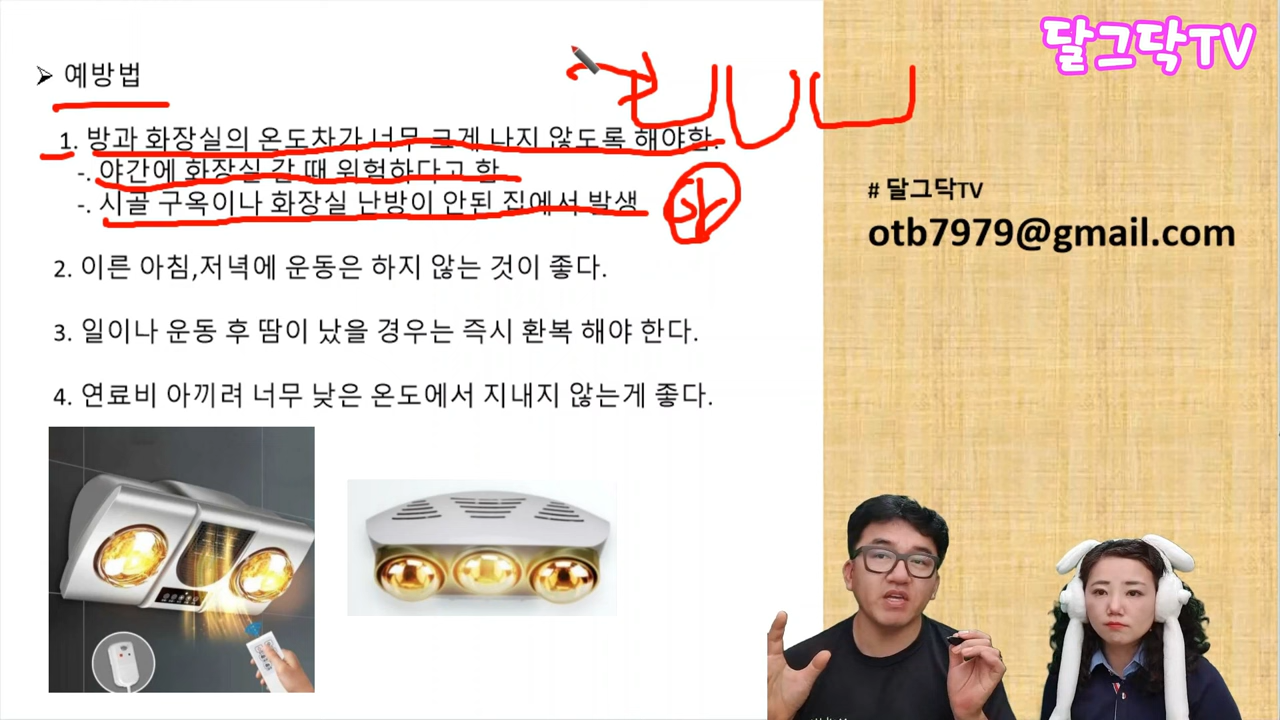 달그닥TV
➤ 예방법
1. 방과 화장실의 온도차가 너무 크게 나지 않도록 해야함.
-. 야간에 화장실 갈 때 위험하다고 함
-. 시골 구옥이나 화장실 난방이 안된 집에서 발생
2. 이른 아침,저녁에 운동은 하지 않는 것이 좋다.
3. 일이나 운동 후 땀이 났을 경우는 즉시 환복 해야 한다.
4. 연료비 아끼려 너무 낮은 온도에서 지내지 않는게 좋다.
# 달그닥TV
otb7979@gmail.com